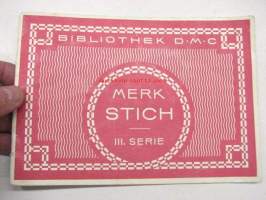 BIBLIOTHEK D·M·C
MERK
STICH
III. SERIE